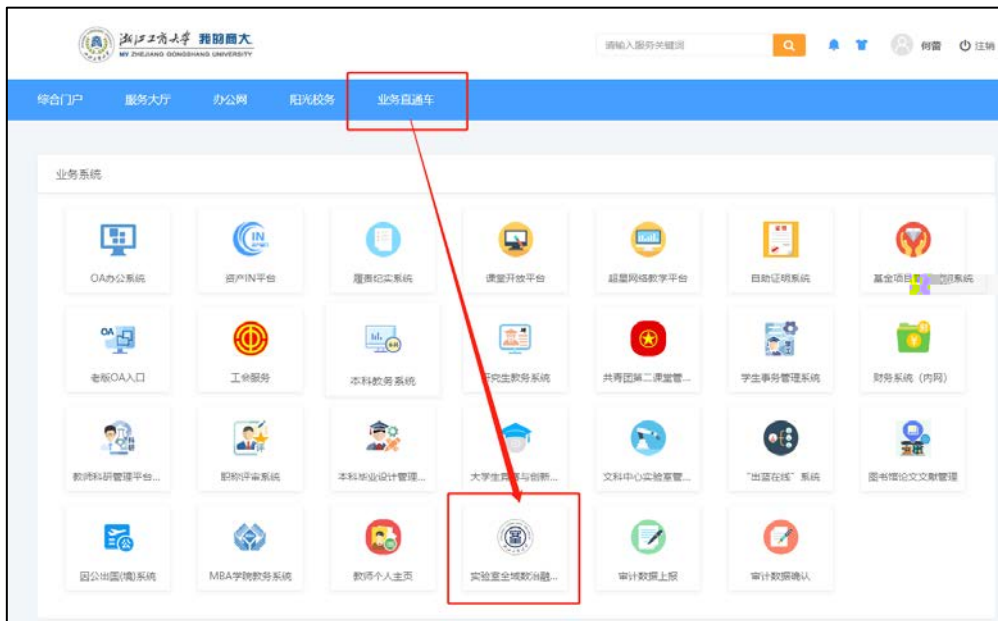 浙江工商大学 我的商大
MY ZHEJIANG GONGSHANG UNIVERSITY
请输入服务关键词
何蕾
注销
综合门户 服务大厅 办公网 阳光校务 业务直通车
业务系统
OA办公系统 资产IN平台 履责纪实系统 课堂开放平台 超星网络教学平台 自助证明系统 基金项目 系统
老版OA入口 工会服务 本科教务系统 研究生教务系统 共青团第二课堂管... 学生事务管理系统 财务系统（内网）
教师科研管理平台... 职称评审系统 本科毕业设计管理... 大学生竞赛与创新... 文科中心实验室管... "出蓝在线" 系统 图书馆论文文献管理
因公出国(境)系统 MBA学院教务系统 教师个人主页 实验室全域数治融... 审计数据上报 审计数据确认